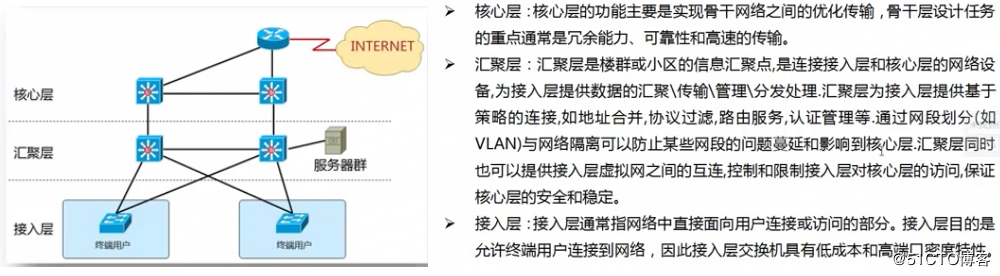 INTERNET
核心层
汇聚层
服务器群
接入层
终端用户
终端用户
核心层：核心层的功能主要是实现骨干网络之间的优化传输，骨干层设计任务
的重点通常是冗余能力、可靠性和高速的传输。
汇聚层：汇聚层是楼群或小区的信息汇聚点,是连接接入层和核心层的网络设
备,为接入层提供数据的汇聚\传输\管理\分发处理.汇聚层为接入层提供基于
策略的连接,如地址合并,协议过滤,路由服务,认证管理等.通过网段划分(如
VLAN)与网络隔离可以防止某些网段的问题蔓延和影响到核心层.汇聚层同时
也可以提供接入层虚拟网之间的互连,控制和限制接入层对核心层的访问,保证
核心层的安全和稳定。
接入层：接入层通常指网络中直接面向用户连接或访问的部分。接入层目的是
允许终端用户连接到网络，因此接入层交换机具有低成本和高端口密度特性。
@51CTO博客